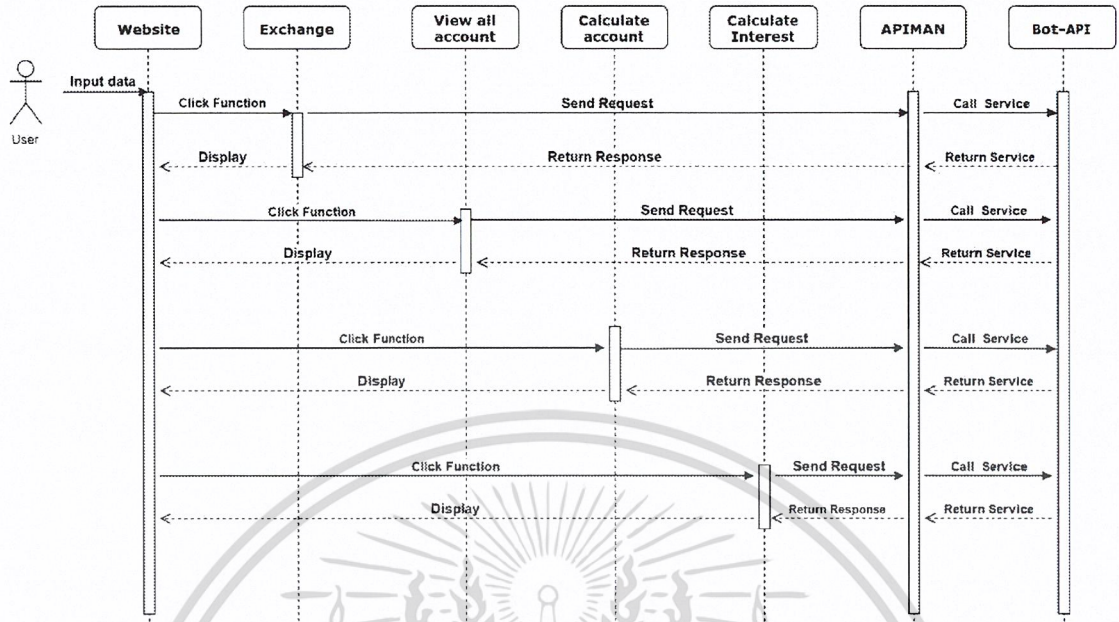 Website
Exchange
View all
account
Calculate
account
Calculate
Interest
APIMAN
Bot-API
User
Input data
Click Function
Send Request
Call Service
Display
Return Response
Return Service
Click Function
Send Request
Call Service
Display
Return Response
Return Service
Click Function
Send Request
Call Service
Display
Return Response
Return Service
Click Function
Send Request
Call Service
Display
Return Response
Return Service